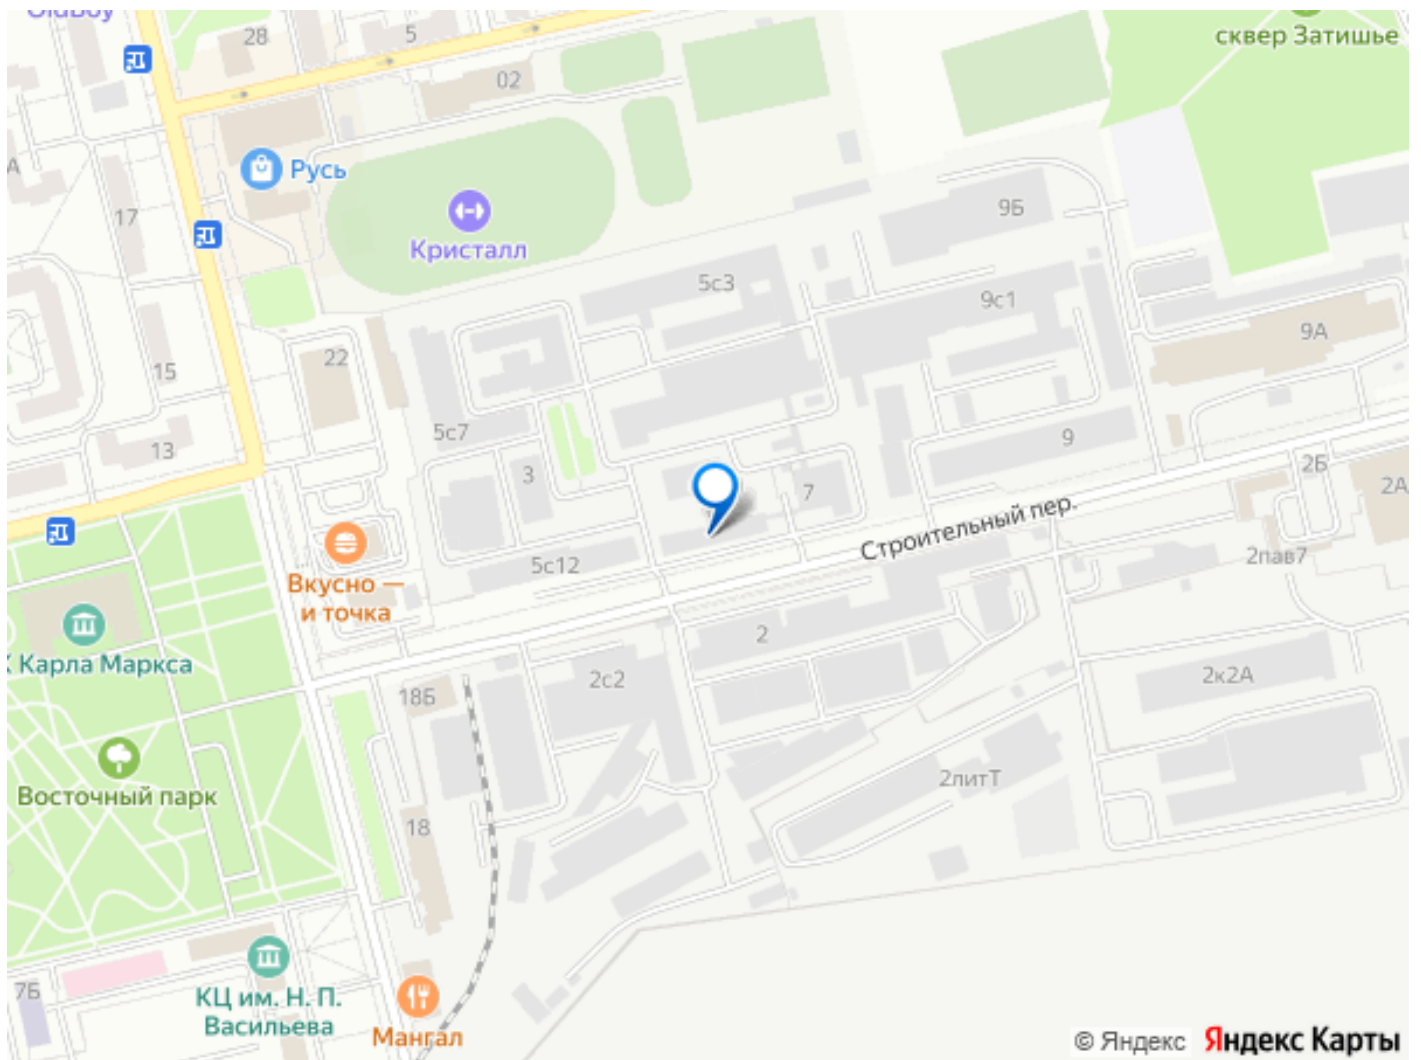 28
5
сквер Затишье
02
Русь
17
9Б
Кристалл
5с3
9с1
22
9А
15
5с7
13
9
3
7
2Б
2А
Строительный пер.
5с12
2пав7
Вкусно —
и точка
2
К Карла Маркса
2с2
2к2А
18Б
2литТ
Восточный парк
18
7Б
КЦ им. Н. П.
Васильева
Мангал
© Яндекс Яндекс Карты